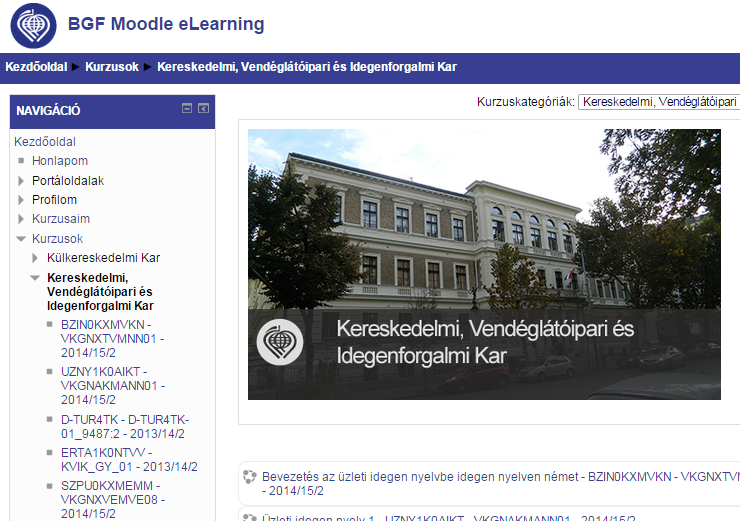 BGF Moodle eLearning
Kezdőoldal ► Kurzusok ► Kereskedelmi, Vendéglátóipari és Idegenforgalmi Kar
NAVIGÁCIÓ
Kezdőoldal
Honlapom
Portáloldalak
Profilom
Kurzusaim
Kurzusok
Külkereskedelmi Kar
Kereskedelmi,
Vendéglátóipari és
Idegenforgalmi Kar
BZIN0KXMVKN -
VKGNXTVMNN01 -
2014/15/2
UZNY1K0AIKT -
VKGNAKMANN01 -
2014/15/2
D-TUR4TK - D-TUR4TK-
01_9487:2 - 2013/14/2
ERTA1K0NTVV -
KVIK_GY_01 - 2013/14/2
SZPU0KXMEMM -
VKGNXVEMVE08 -
2014/15/2
Kurzuskategóriák: Kereskedelmi, Vendéglátóipari
Kereskedelmi, Vendéglátóipari és
Idegenforgalmi Kar
Bevezetés az üzleti idegen nyelvbe idegen nyelven német - BZIN0KXMVKN - VKGNXTVM
- 2014/15/2
Üzleti idegen nyelv 1 - UZNY1K0AIKT - VKGNAKMANN01 - 2014/15/2